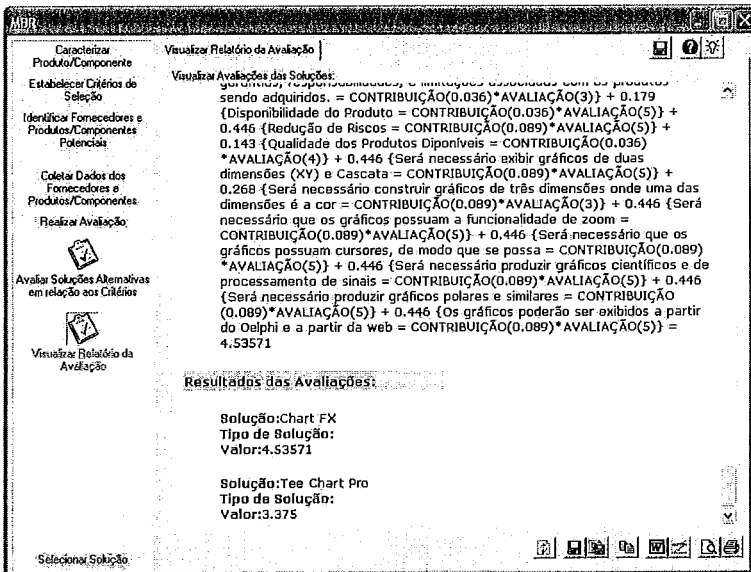 MDR
Caracterizar
Produto/Componente
Estabelecer Critérios de
Seleção
Identificar Fornecedores e
Produtos/Componentes
Potenciais
Coletar Dados dos
Fornecedores e
Produtos/Componentes
Realizar Avaliação
Avaliar Soluções Alternativas
em relação aos Critérios
Visualizar Relatório da
Avaliação
Selecionar Solução
Visualizar Relatório da Avaliação
Visualizar Avaliações das Soluções:
garantias, responsabilidades, e limitações associadas com os produtos
sendo adquiridos. = CONTRIBUIÇÃO(0.036)*AVALIAÇÃO(3)} + 0.179
{Disponibilidade do Produto = CONTRIBUIÇÃO(0.036)*AVALIAÇÃO(5)} +
0.446 {Redução de Riscos = CONTRIBUIÇÃO(0.089)*AVALIAÇÃO(5)} +
0.143 {Qualidade dos Produtos Diponíveis = CONTRIBUIÇÃO(0.036)
*AVALIAÇÃO(4)} + 0.446 {Será necessário exibir gráficos de duas
dimensões (XY) e Cascata = CONTRIBUIÇÃO(0.089)*AVALIAÇÃO(5)} +
0.268 {Será necessário construir gráficos de três dimensões onde uma das
dimensões é a cor = CONTRIBUIÇÃO(0.089)*AVALIAÇÃO(3)} + 0.446 {Será
necessário que os gráficos possuam a funcionalidade de zoom =
CONTRIBUIÇÃO(0.089)*AVALIAÇÃO(5)} + 0.446 {Será necessário que os
gráficos possuam cursores, de modo que se possa = CONTRIBUIÇÃO(0.089)
*AVALIAÇÃO(5)} + 0.446 {Será necessário produzir gráficos científicos e de
processamento de sinais = CONTRIBUIÇÃO(0.089)*AVALIAÇÃO(5)} + 0.446
{Será necessário produzir gráficos polares e similares = CONTRIBUIÇÃO
(0.089)*AVALIAÇÃO(5)} + 0.446 {Os gráficos poderão ser exibidos a partir
do Delphi e a partir da web = CONTRIBUIÇÃO(0.089)*AVALIAÇÃO(5)} =
4.53571
Resultados das Avaliações:
Solução:Chart FX
Tipo de Solução:
Valor:4.53571
Solução:Tee Chart Pro
Tipo de Solução:
Valor:3.375